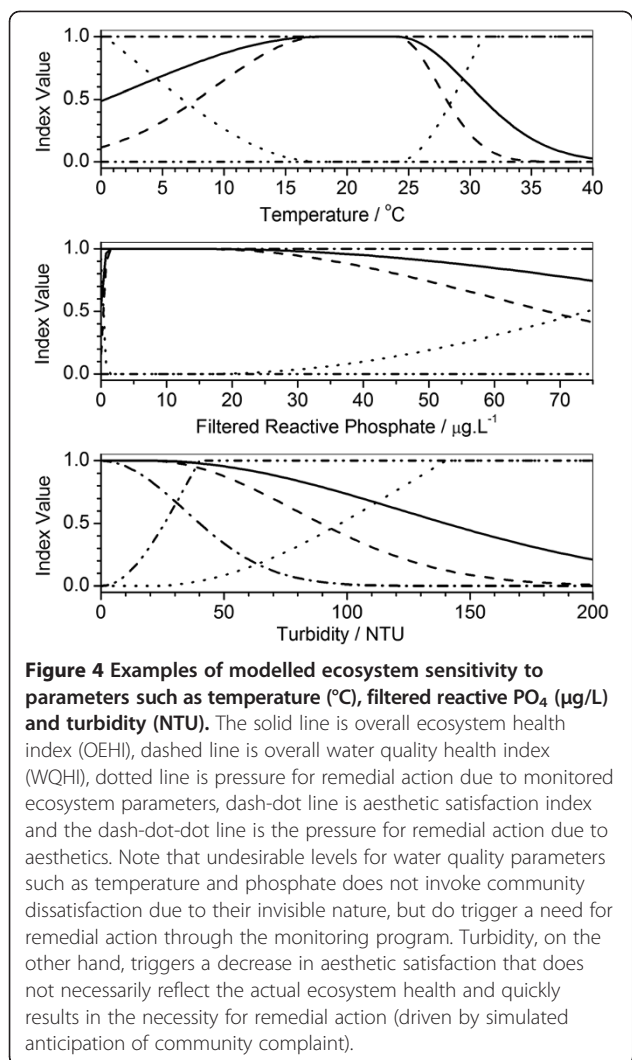 1.0
0.5
0.0
Index Value
0 5 10 15 20 25 30 35 40
Temperature / °C
1.0
0.5
0.0
Index Value
0 10 20 30 40 50 60 70
Filtered Reactive Phosphate / µg.L⁻¹
1.0
0.5
0.0
Index Value
0 50 100 150 200
Turbidity / NTU
Figure 4 Examples of modelled ecosystem sensitivity to
parameters such as temperature (°C), filtered reactive PO₄ (µg/L)
and turbidity (NTU). The solid line is overall ecosystem health
index (OEHI), dashed line is overall water quality health index
(WQHI), dotted line is pressure for remedial action due to monitored
ecosystem parameters, dash-dot line is aesthetic satisfaction index
and the dash-dot-dot line is the pressure for remedial action due to
aesthetics. Note that undesirable levels for water quality parameters
such as temperature and phosphate does not invoke community
dissatisfaction due to their invisible nature, but do trigger a need for
remedial action through the monitoring program. Turbidity, on the
other hand, triggers a decrease in aesthetic satisfaction that does
not necessarily reflect the actual ecosystem health and quickly
results in the necessity for remedial action (driven by simulated
anticipation of community complaint).